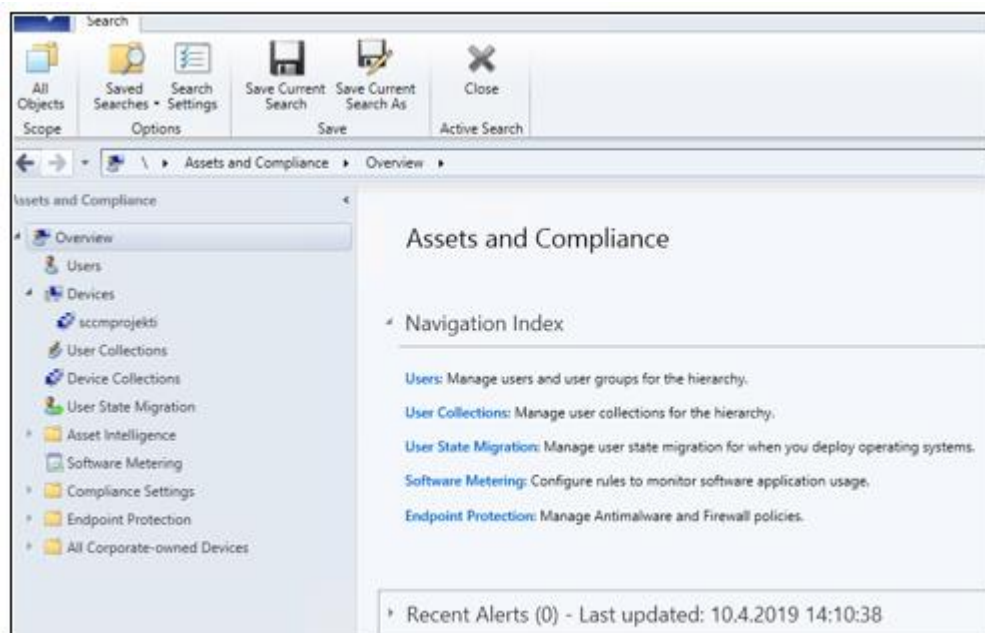 Search
All Objects
Saved Searches
Search Settings
Save Current Search
Save Current Search As
Close
Scope
Options
Save
Active Search
\ Assets and Compliance Overview
Assets and Compliance
Overview
Users
Devices
sccmprojekti
User Collections
Device Collections
User State Migration
Asset Intelligence
Software Metering
Compliance Settings
Endpoint Protection
All Corporate-owned Devices
Assets and Compliance
Navigation Index
Users: Manage users and user groups for the hierarchy.
User Collections: Manage user collections for the hierarchy.
User State Migration: Manage user state migration for when you deploy operating systems.
Software Metering: Configure rules to monitor software application usage.
Endpoint Protection: Manage Antimalware and Firewall policies.
Recent Alerts (0) - Last updated: 10.4.2019 14:10:38